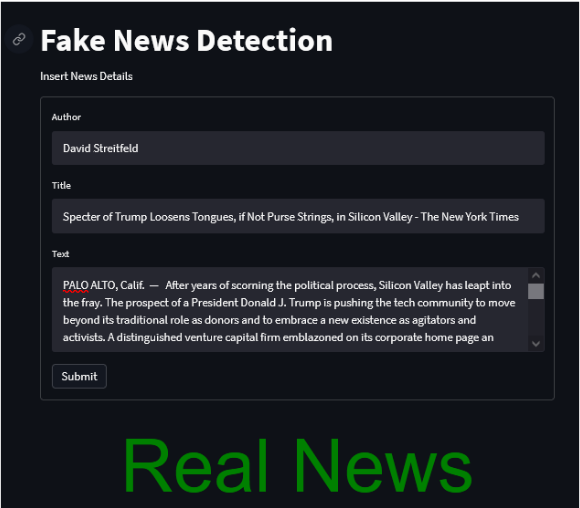 Fake News Detection
Insert News Details
Author
David Streitfeld
Title
Specter of Trump Loosens Tongues, if Not Purse Strings, in Silicon Valley - The New York Times
Text
PALO ALTO, Calif. — After years of scorning the political process, Silicon Valley has leapt into
the fray. The prospect of a President Donald J. Trump is pushing the tech community to move
beyond its traditional role as donors and to embrace a new existence as agitators and
activists. A distinguished venture capital firm emblazoned on its corporate home page an
Submit
Real News